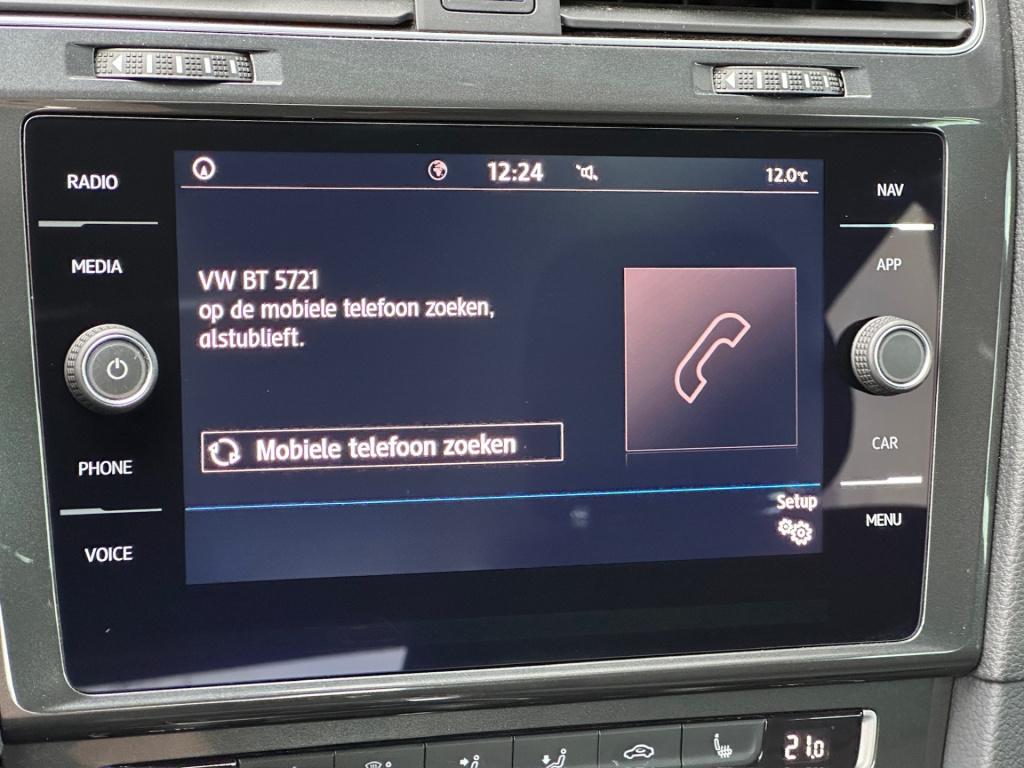 12:24
12.0°C
RADIO
NAV
MEDIA
APP
VW BT 5721
op de mobiele telefoon zoeken,
alstublieft.
Mobiele telefoon zoeken
PHONE
CAR
Setup
VOICE
MENU
21.0